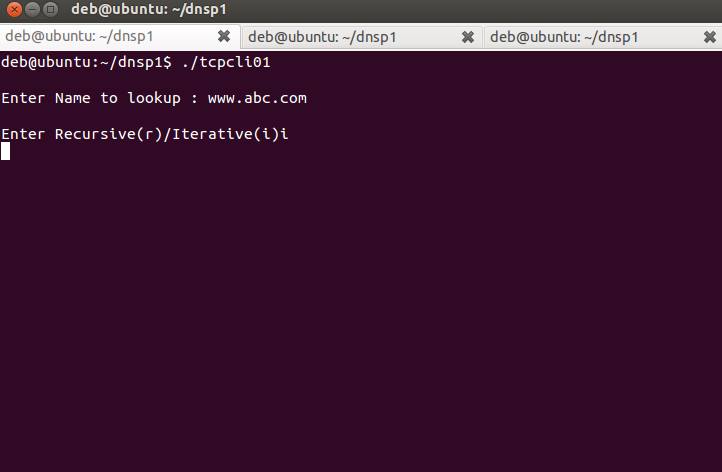 deb@ubuntu: ~/dnsp1
deb@ubuntu: ~/dnsp1 deb@ubuntu: ~/dnsp1 deb@ubuntu: ~/dnsp1
deb@ubuntu:~/dnsp1$ ./tcpcli01
Enter Name to lookup : www.abc.com
Enter Recursive(r)/Iterative(i)i